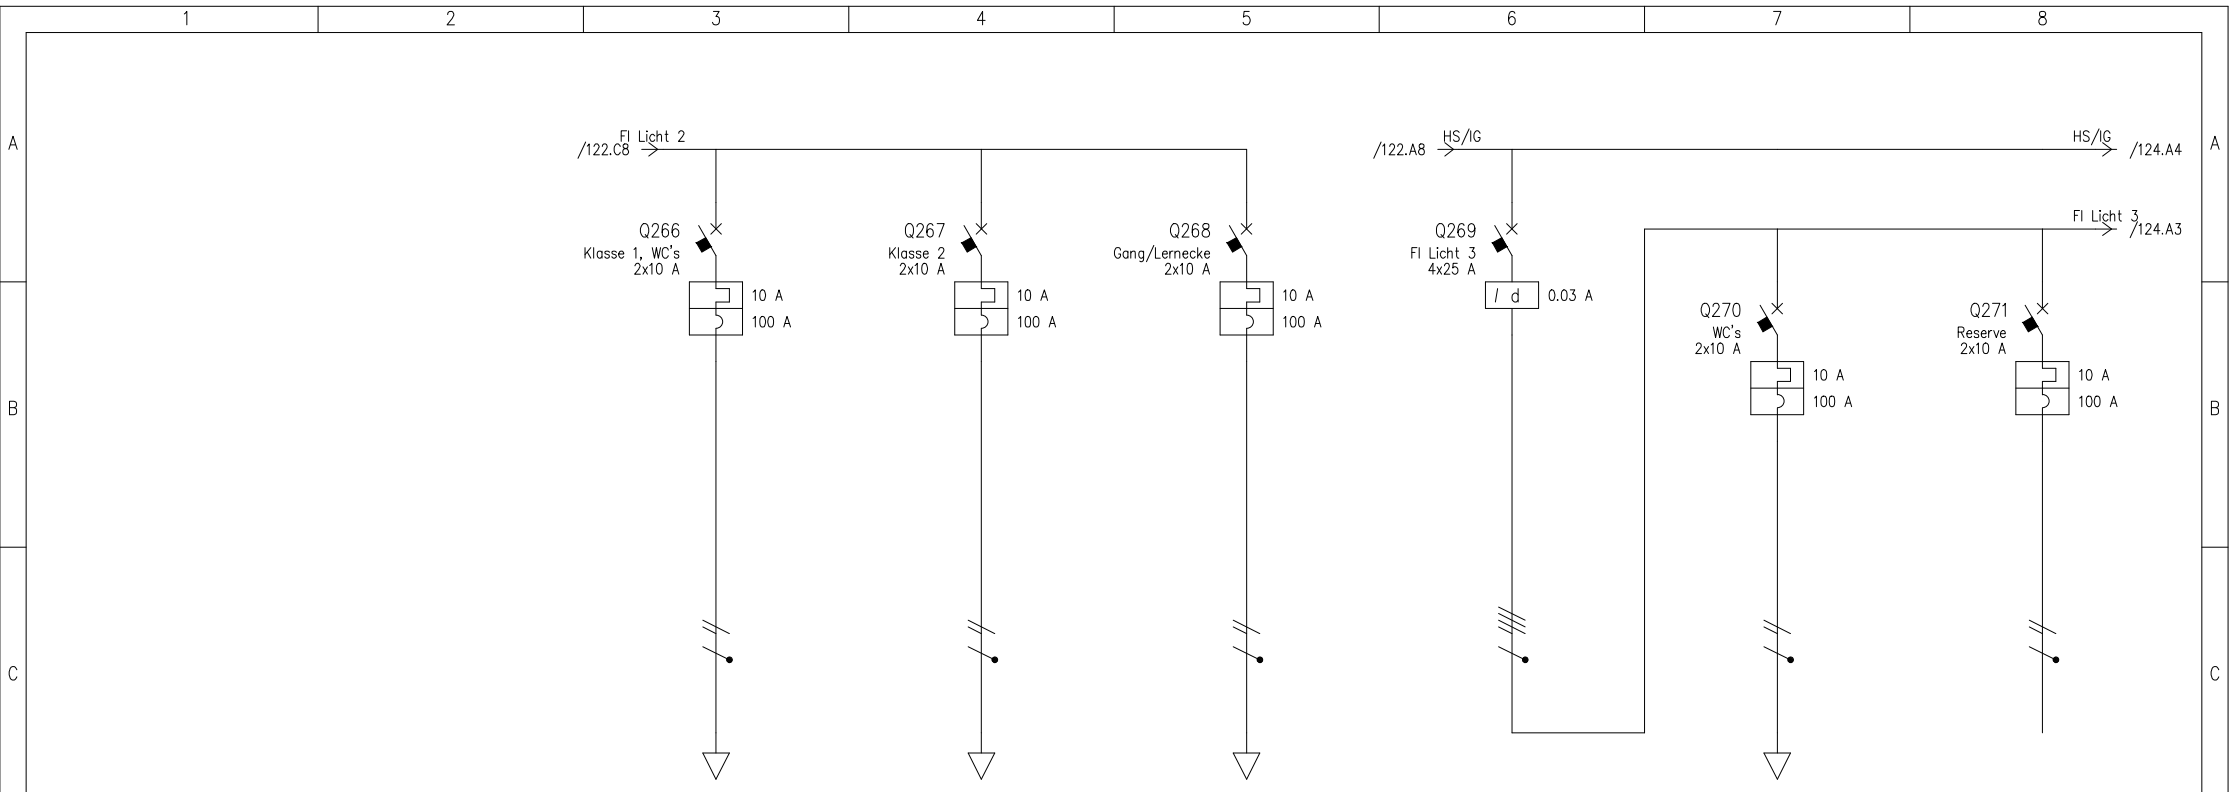 1 2 3 4 5 6 7 8
A
A
FI Licht 2
/122.C8
HS/IG
/122.A8
HS/IG
/124.A4
FI Licht 3
/124.A3
Q266
Klasse 1, WC's
2x10 A
10 A
100 A
Q267
Klasse 2
2x10 A
10 A
100 A
Q268
Gang/Lernecke
2x10 A
10 A
100 A
Q269
FI Licht 3
4x25 A
I d
0.03 A
Q270
WC's
2x10 A
10 A
100 A
Q271
Reserve
2x10 A
10 A
100 A
B
B
C
C